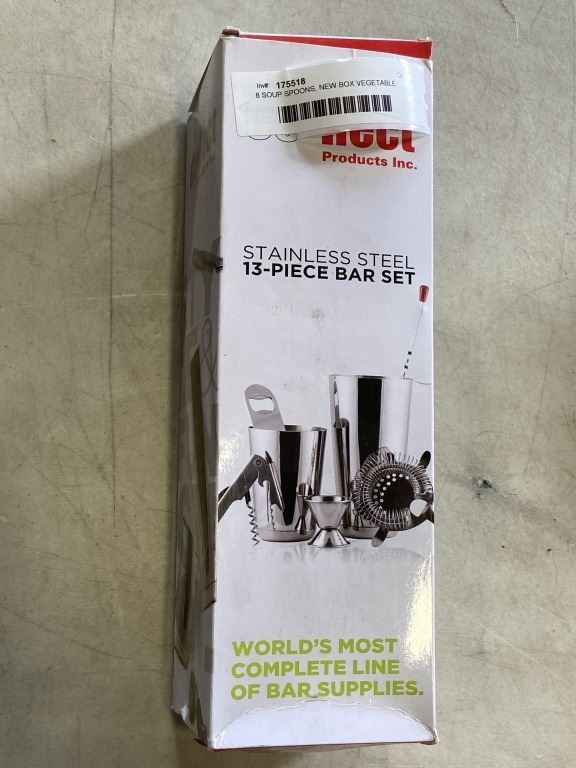 Inv#: 175518
8 SOUP SPOONS, NEW BOX VEGETABLE
Products Inc.
STAINLESS STEEL
13-PIECE BAR SET
WORLD'S MOST
COMPLETE LINE
OF BAR SUPPLIES.